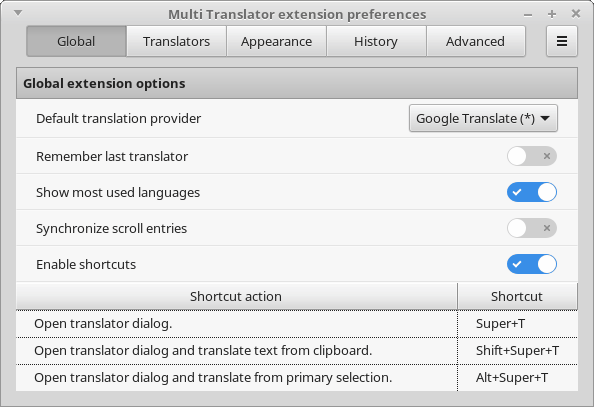 Multi Translator extension preferences
Global Translators Appearance History Advanced
Global extension options
Default translation provider Google Translate (*)
Remember last translator
Show most used languages
Synchronize scroll entries
Enable shortcuts
Shortcut action Shortcut
Open translator dialog. Super+T
Open translator dialog and translate text from clipboard. Shift+Super+T
Open translator dialog and translate from primary selection. Alt+Super+T